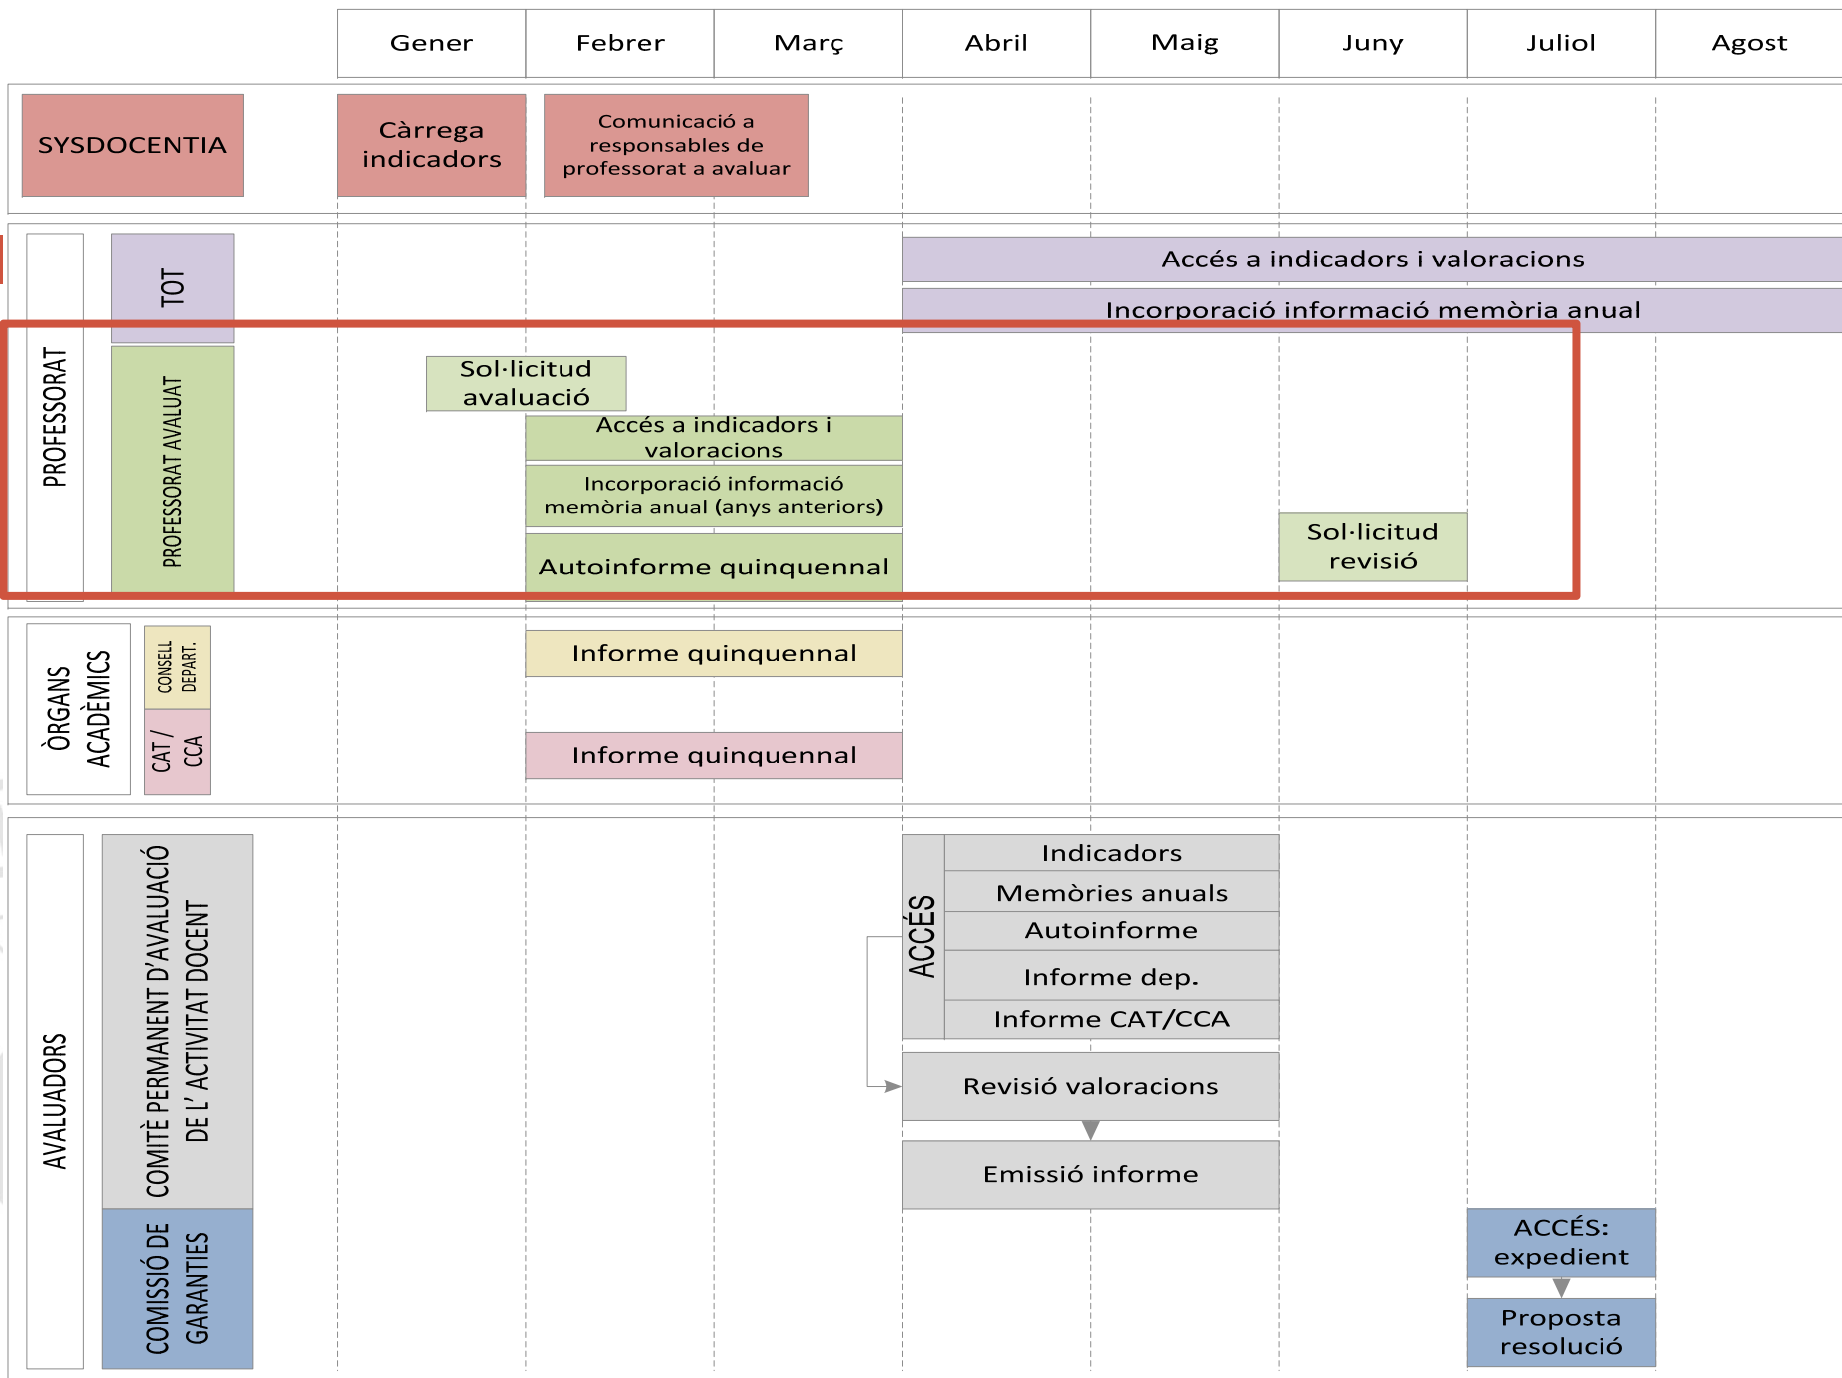 Gener
Febrer
Març
Abril
Maig
Juny
Juliol
Agost
SYSDOCENTIA
Càrrega
indicadors
Comunicació a
responsables de
professorat a avaluar
PROFESSORAT
TOT
Accés a indicadors i valoracions
Incorporació informació memòria anual
PROFESSORAT AVALUAT
Sol·licitud
avaluació
Accés a indicadors i
valoracions
Incorporació informació
memòria anual (anys anteriors)
Autoinforme quinquennal
Sol·licitud
revisió
ÒRGANS
ACADÈMICS
CONSELL
DEPART.
Informe quinquennal
CAT /
CCA
Informe quinquennal
AVALUADORS
COMITÈ PERMANENT D'AVALUACIÓ
DE L' ACTIVITAT DOCENT
ACCÉS
Indicadors
Memòries anuals
Autoinforme
Informe dep.
Informe CAT/CCA
Revisió valoracions
Emissió informe
COMISSIÓ DE
GARANTIES
ACCÉS:
expedient
Proposta
resolució